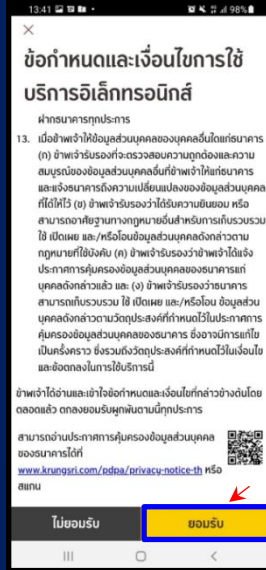 13:41
98%
ข้อกำหนดและเงื่อนไขการใช้
บริการอิเล็กทรอนิกส์
ฝากธนาคารทุกประการ
13. เมื่อข้าพเจ้าให้ข้อมูลส่วนบุคคลของบุคคลอื่นใดแก่ธนาคาร
(ก) ข้าพเจ้ารับรองที่จะตรวจสอบความถูกต้องและความ
สมบูรณ์ของข้อมูลส่วนบุคคลอื่นที่ข้าพเจ้าให้แก่ธนาคาร
และแจ้งธนาคารถึงความเปลี่ยนแปลงของข้อมูลส่วนบุคคล
ที่ได้ให้ไว้ (ข) ข้าพเจ้ารับรองว่าได้รับความยินยอม หรือ
สามารถอาศัยฐานทางกฎหมายอื่นสำหรับการเก็บรวบรวม
ใช้ เปิดเผย และ/หรือโอนข้อมูลส่วนบุคคลดังกล่าวตาม
กฎหมายที่ใช้บังคับ (ค) ข้าพเจ้ารับรองว่าข้าพเจ้าได้แจ้ง
ประกาศการคุ้มครองข้อมูลส่วนบุคคลของธนาคารแก่
บุคคลดังกล่าวแล้ว และ (ง) ข้าพเจ้ารับรองว่าธนาคาร
สามารถเก็บรวบรวม ใช้ เปิดเผย และ/หรือโอน ข้อมูลส่วน
บุคคลดังกล่าวตามวัตถุประสงค์ที่กำหนดไว้ในประกาศการ
คุ้มครองข้อมูลส่วนบุคคลของธนาคาร ซึ่งอาจมีการแก้ไข
เป็นครั้งคราว ซึ่งรวมถึงวัตถุประสงค์ที่กำหนดไว้ในเงื่อนไข
และข้อตกลงในการใช้บริการนี้
ข้าพเจ้าได้อ่านและเข้าใจข้อกำหนดและเงื่อนไขที่กล่าวข้างต้นโดย
ตลอดแล้ว ตกลงยอมรับผูกพันตามนี้ทุกประการ
สามารถอ่านประกาศการคุ้มครองข้อมูลส่วนบุคคล
ของธนาคารได้ที่
www.krungsri.com/pdpa/privacy-notice-th หรือ
สแกน
ไม่ยอมรับ
ยอมรับ